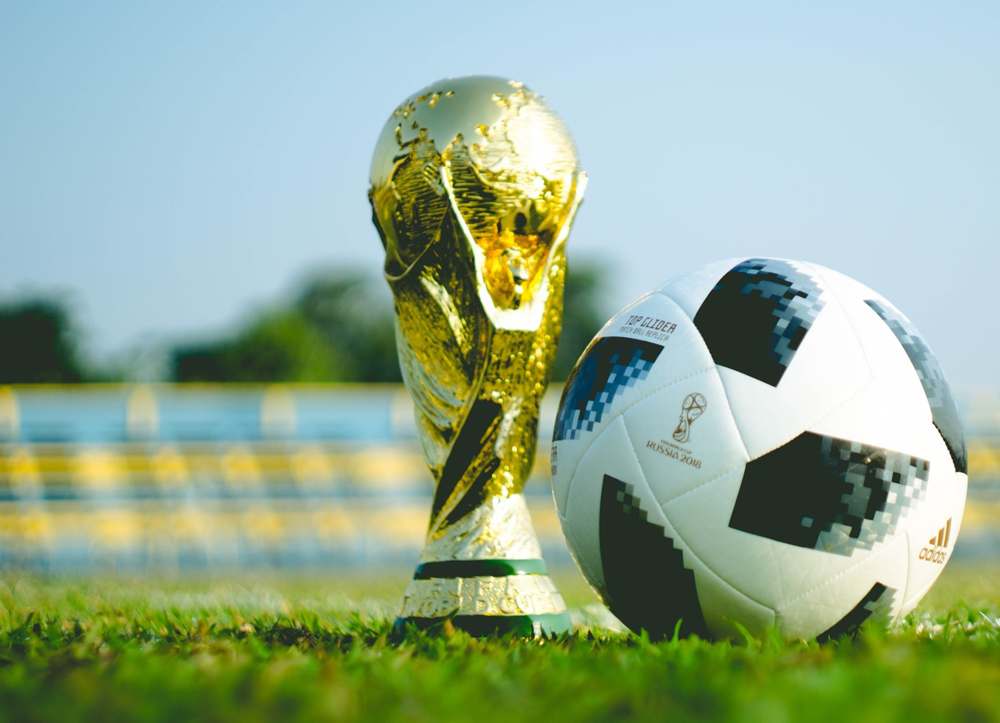 TOP GLIDER
MATCH BALL REPLICA
FIFA WORLD CUP
RUSSIA 2018
adidas
WORLD CUP